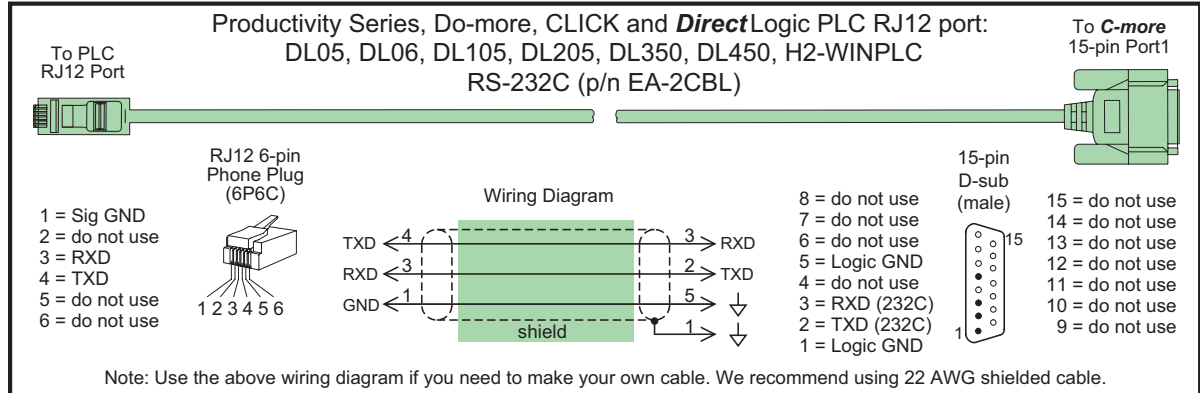 Productivity Series, Do-more, CLICK and DirectLogic PLC RJ12 port:
DL05, DL06, DL105, DL205, DL350, DL450, H2-WINPLC
RS-232C (p/n EA-2CBL)
To PLC
RJ12 Port
To C-more
15-pin Port1
RJ12 6-pin
Phone Plug
(6P6C)
1 = Sig GND
2 = do not use
3 = RXD
4 = TXD
5 = do not use
6 = do not use
1 2 3 4 5 6
Wiring Diagram
TXD 4 3 RXD
RXD 3 2 TXD
GND 1 5
shield 1
8 = do not use
7 = do not use
6 = do not use
5 = Logic GND
4 = do not use
3 = RXD (232C)
2 = TXD (232C)
1 = Logic GND
15-pin
D-sub
(male)
15
1
15 = do not use
14 = do not use
13 = do not use
12 = do not use
11 = do not use
10 = do not use
9 = do not use
Note: Use the above wiring diagram if you need to make your own cable. We recommend using 22 AWG shielded cable.